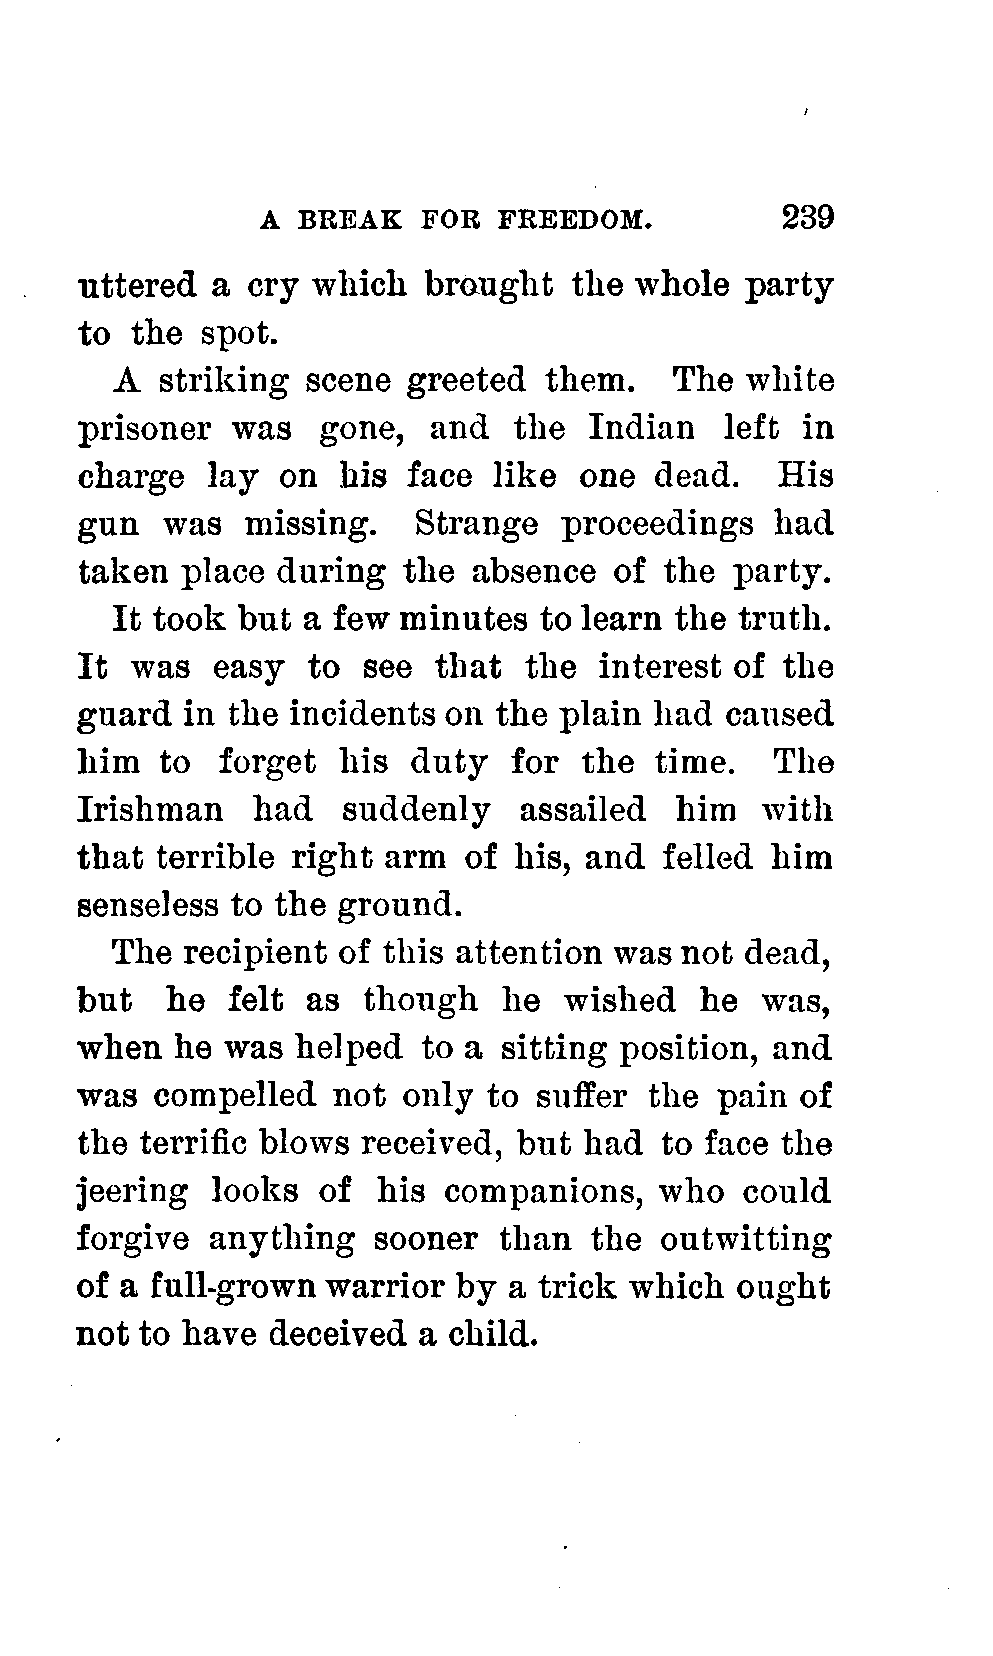 A BREAK FOR FREEDOM. 239
uttered a cry which brought the whole party
to the spot.
A striking scene greeted them. The white
prisoner was gone, and the Indian left in
charge lay on his face like one dead. His
gun was missing. Strange proceedings had
taken place during the absence of the party.
It took but a few minutes to learn the truth.
It was easy to see that the interest of the
guard in the incidents on the plain had caused
him to forget his duty for the time. The
Irishman had suddenly assailed him with
that terrible right arm of his, and felled him
senseless to the ground.
The recipient of this attention was not dead,
but he felt as though he wished he was,
when he was helped to a sitting position, and
was compelled not only to suffer the pain of
the terrific blows received, but had to face the
jeering looks of his companions, who could
forgive anything sooner than the outwitting
of a full-grown warrior by a trick which ought
not to have deceived a child.